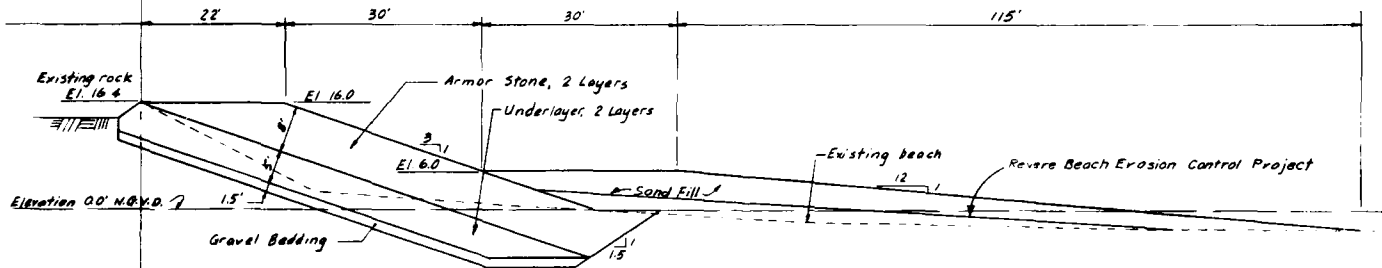 22' 30' 30' 115'
Existing rock
El. 16.4
El. 16.0
Armor Stone, 2 Layers
Underlayer, 2 Layers
8'
3
1
El. 6.0
Existing beach
12
1
Revere Beach Erosion Control Project
Sand Fill
Elevation 0.0' N.G.V.D.
1.5'
Gravel Bedding
1
1.5